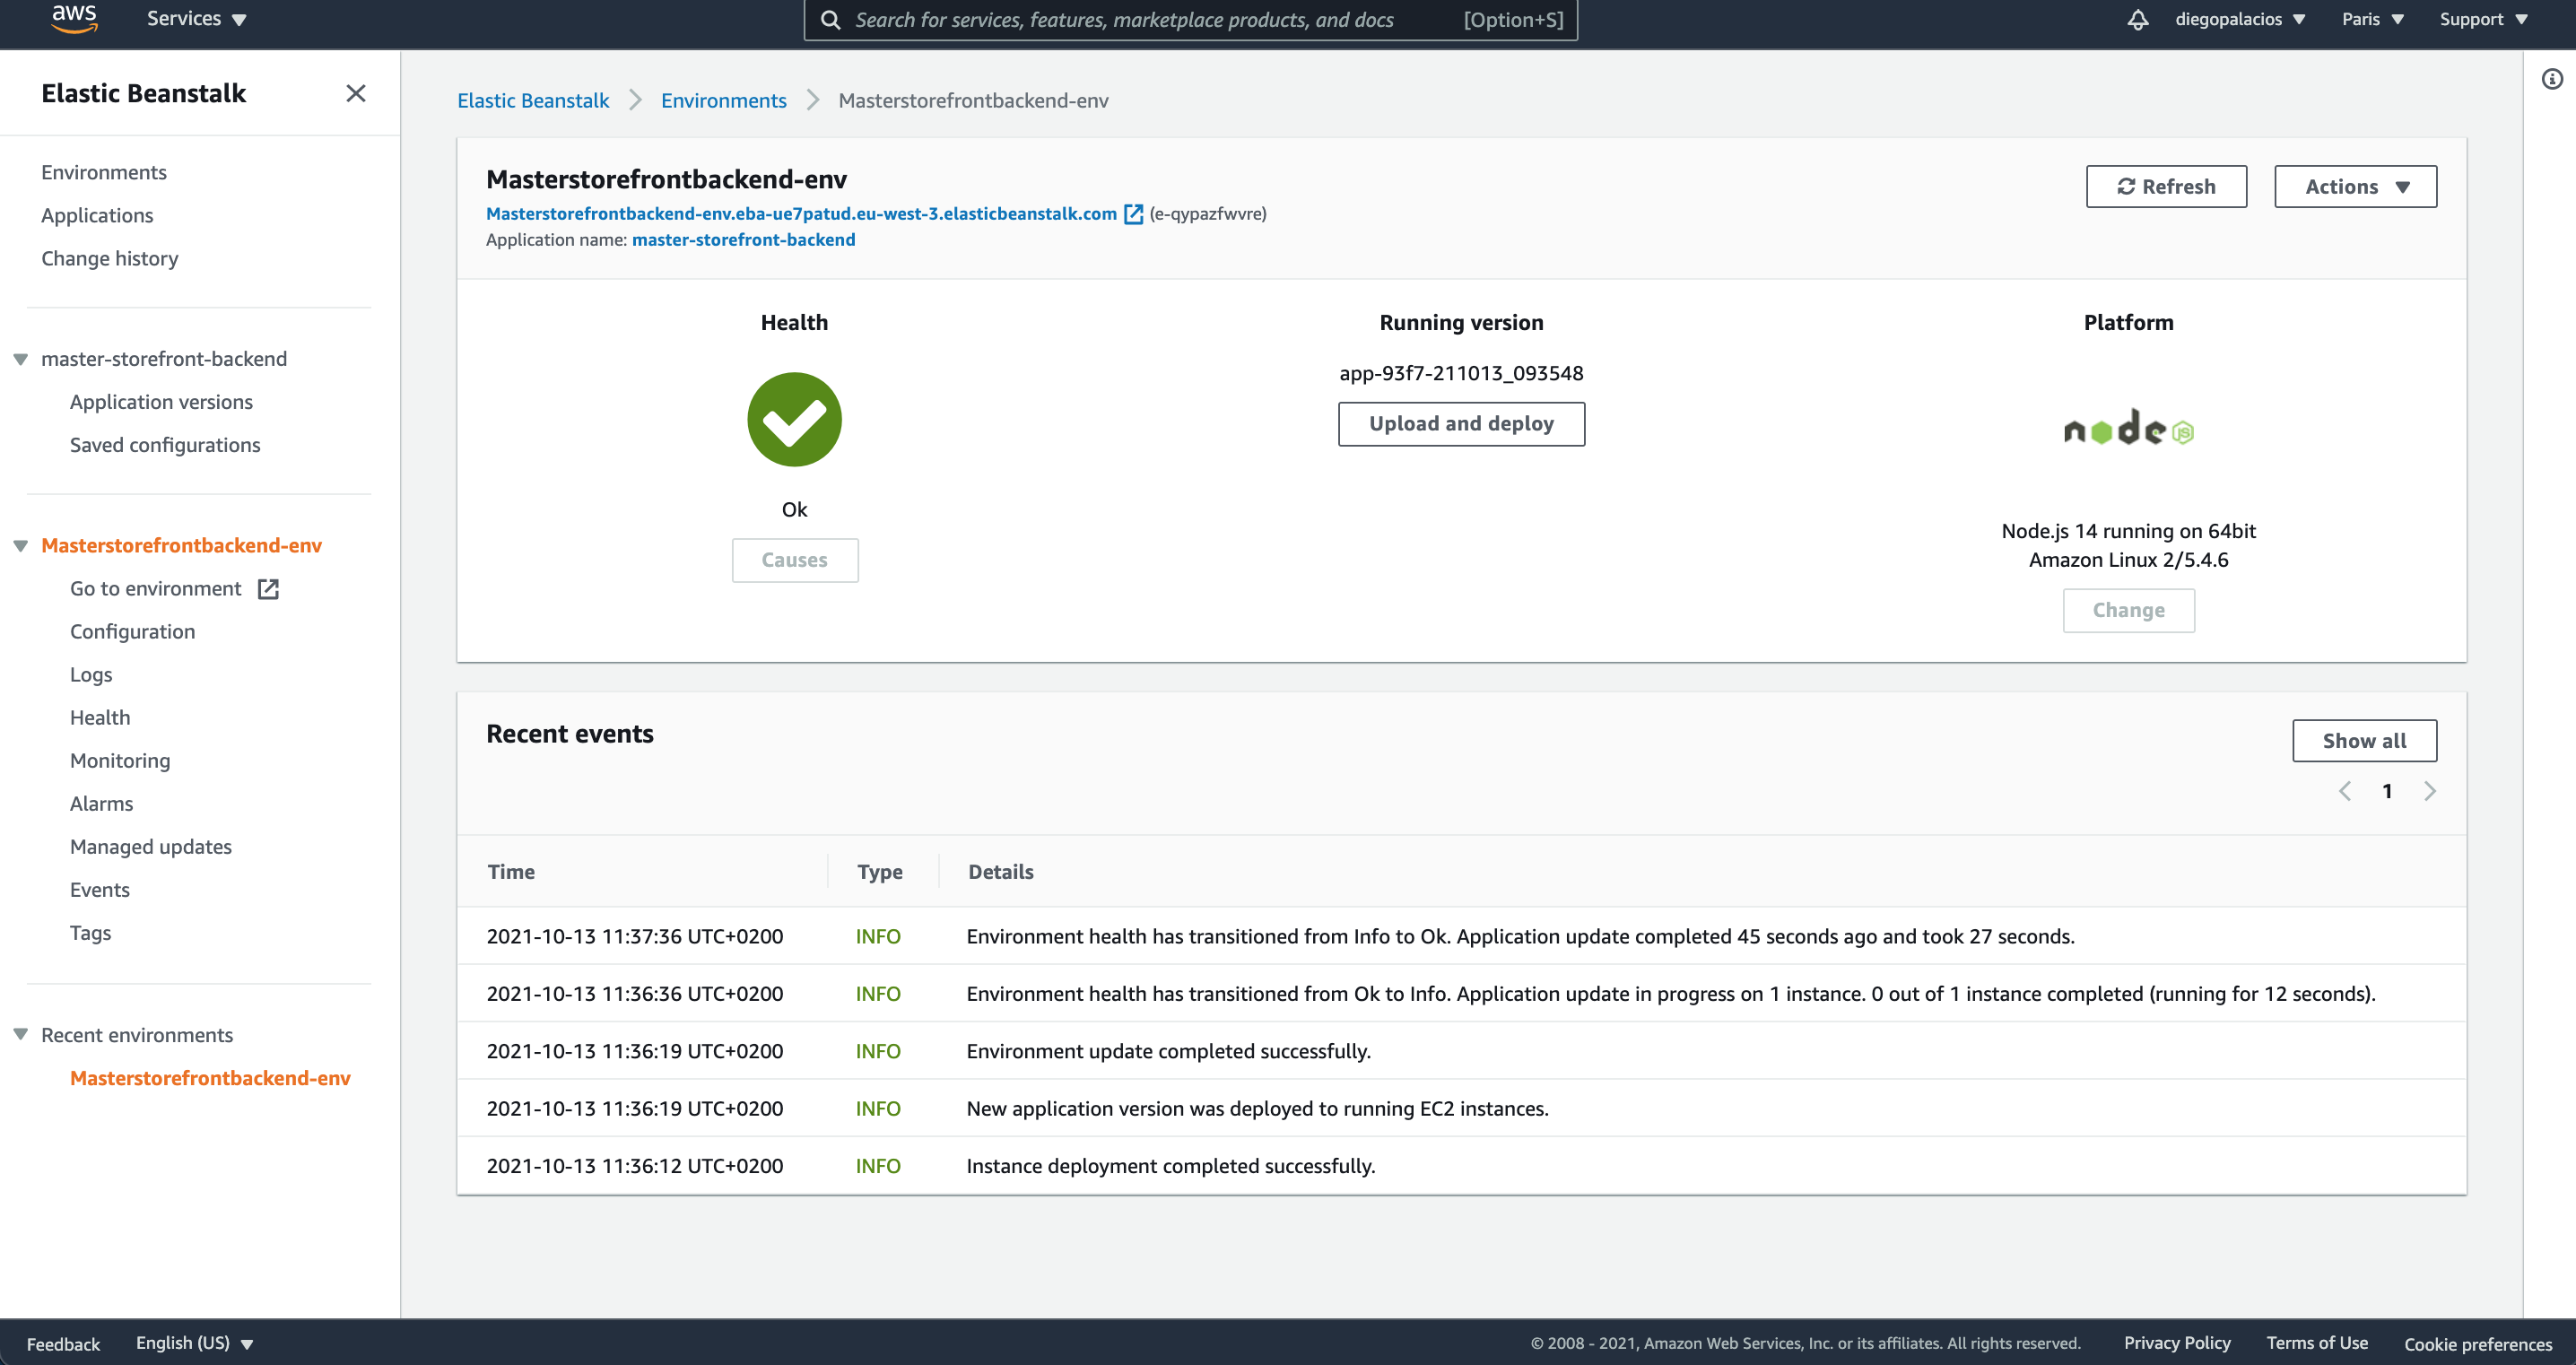 aws Services Search for services, features, marketplace products, and docs [Option+S] diegopalacios Paris Support
Elastic Beanstalk
Environments
Applications
Change history
master-storefront-backend
Application versions
Saved configurations
Masterstorefrontbackend-env
Go to environment
Configuration
Logs
Health
Monitoring
Alarms
Managed updates
Events
Tags
Recent environments
Masterstorefrontbackend-env
Elastic Beanstalk Environments Masterstorefrontbackend-env
Masterstorefrontbackend-env
Refresh Actions
Masterstorefrontbackend-env.eba-ue7patud.eu-west-3.elasticbeanstalk.com (e-qypazfwvre)
Application name: master-storefront-backend
Health
Ok
Causes
Running version
app-93f7-211013_093548
Upload and deploy
Platform
node JS
Node.js 14 running on 64bit
Amazon Linux 2/5.4.6
Change
Recent events
Show all
1
Time Type Details
2021-10-13 11:37:36 UTC+0200 INFO Environment health has transitioned from Info to Ok. Application update completed 45 seconds ago and took 27 seconds.
2021-10-13 11:36:36 UTC+0200 INFO Environment health has transitioned from Ok to Info. Application update in progress on 1 instance. 0 out of 1 instance completed (running for 12 seconds).
2021-10-13 11:36:19 UTC+0200 INFO Environment update completed successfully.
2021-10-13 11:36:19 UTC+0200 INFO New application version was deployed to running EC2 instances.
2021-10-13 11:36:12 UTC+0200 INFO Instance deployment completed successfully.
Feedback English (US) © 2008 - 2021, Amazon Web Services, Inc. or its affiliates. All rights reserved. Privacy Policy Terms of Use Cookie preferences